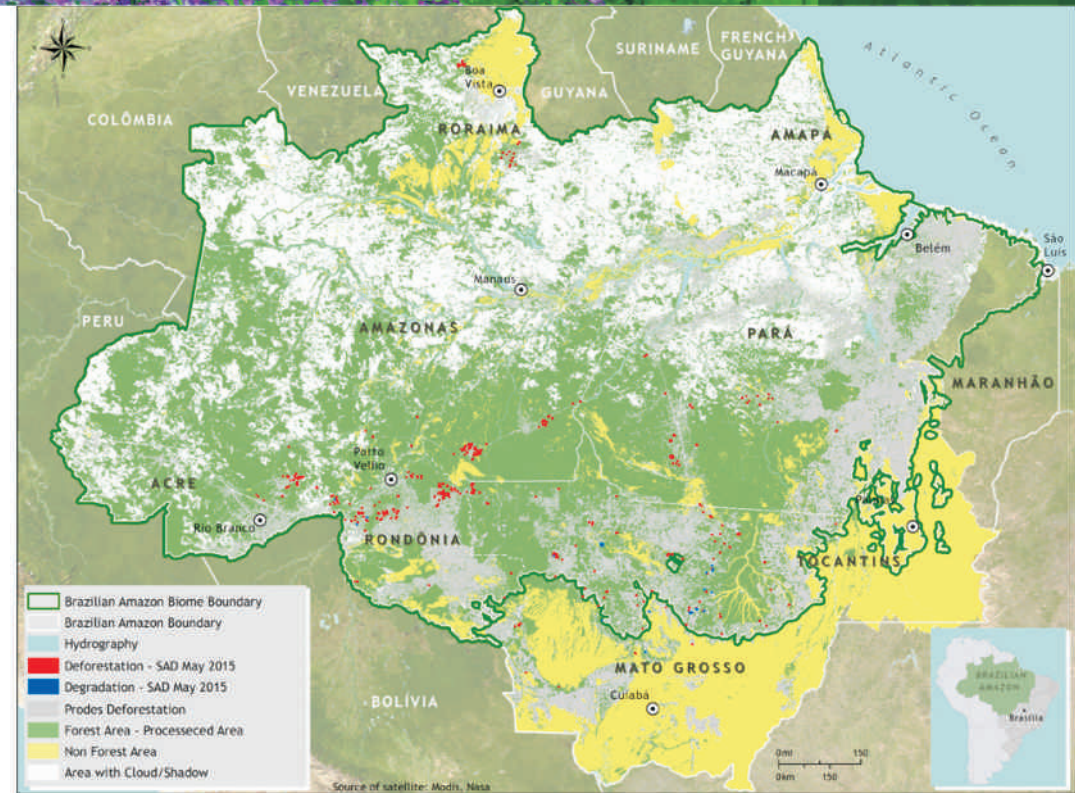 SURINAME
FRENCH
GUYANA
Atlantic Ocean
Boa
Vista
VENEZUELA
GUYANA
COLÔMBIA
RORAIMA
AMAPÁ
Macapá
Belém
São
Luís
Manaus
PERU
AMAZONAS
PARÁ
MARANHÃO
Porto
Velho
ACRE
Rio Branco
Palmas
RONDÔNIA
TOCANTINS
MATO GROSSO
Cuiabá
BOLÍVIA
Brazilian Amazon Biome Boundary
Brazilian Amazon Boundary
Hydrography
Deforestation - SAD May 2015
Degradation - SAD May 2015
Prodes Deforestation
Forest Area - Processeced Area
Non Forest Area
Area with Cloud/Shadow
0mi 150
0km 150
Source of satellite: Modis, Nasa
BRAZILIAN
AMAZON
Brasília